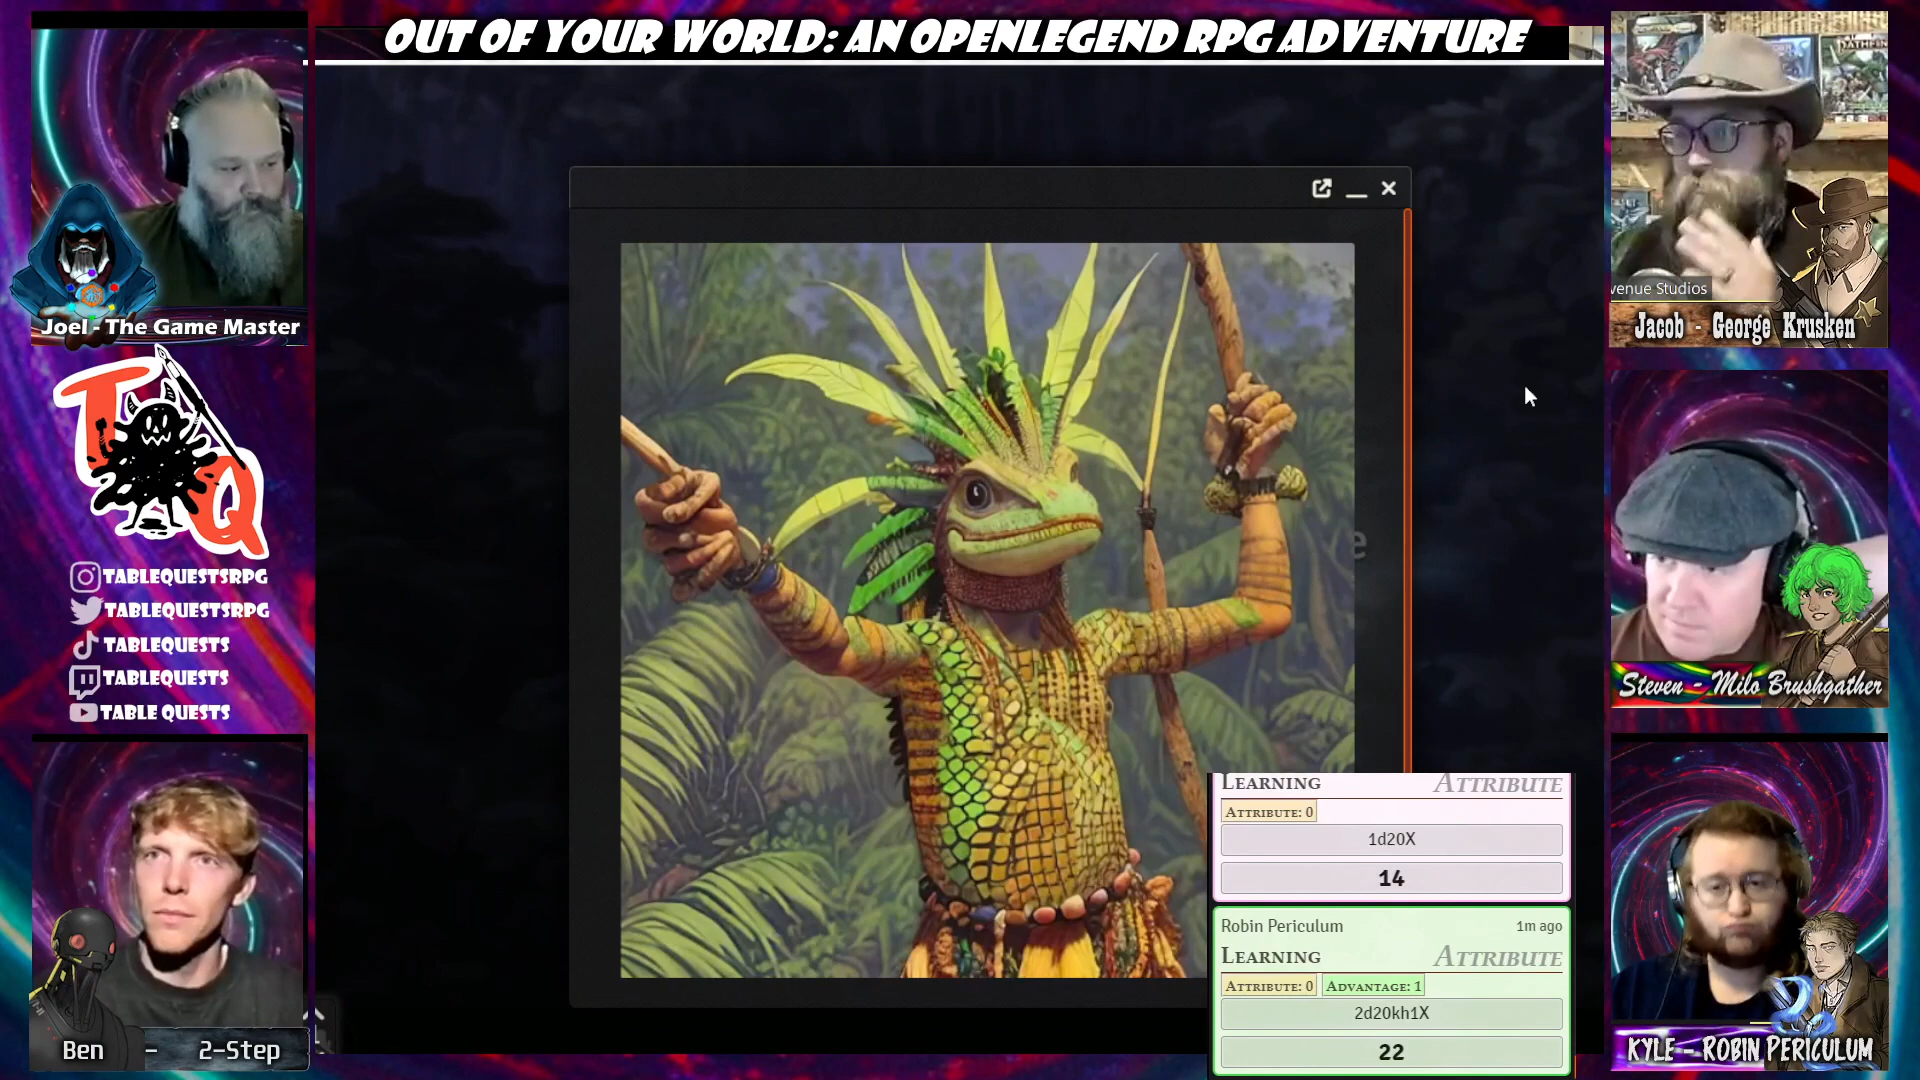 OUT OF YOUR WORLD: AN OPENLEGEND RPG ADVENTURE
Joel - The Game Master
TQ
TABLEQUESTSRPG
TABLEQUESTSRPG
TABLEQUESTS
TABLEQUESTS
TABLE QUESTS
Ben - 2-Step
PATHFIN
venue Studios
Jacob - George Krusken
Steven - Milo Brushgather
KYLE - ROBIN PERICULUM
e
LEARNING ATTRIBUTE
ATTRIBUTE: 0
1d20X
14
Robin Periculum 1m ago
LEARNING ATTRIBUTE
ATTRIBUTE: 0 ADVANTAGE: 1
2d20kh1X
22